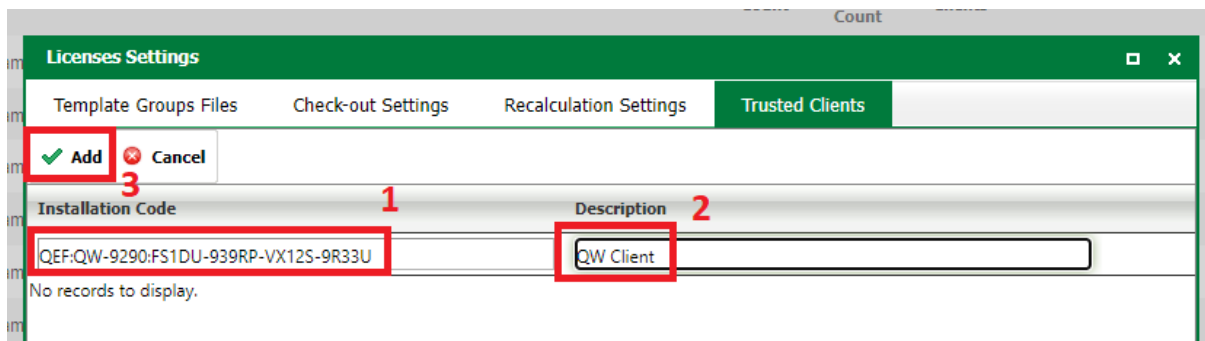 Count
Licenses Settings
Template Groups Files Check-out Settings Recalculation Settings Trusted Clients
Add Cancel
3
1
Installation Code Description 2
QEF:QW-9290:FS1DU-939RP-VX12S-9R33U QW Client
No records to display.